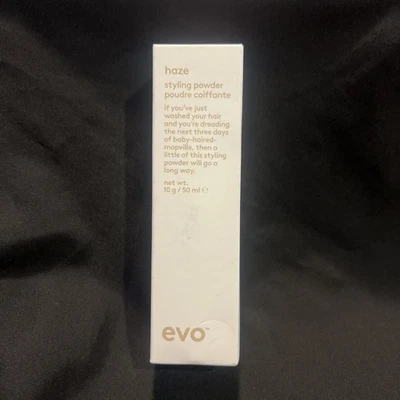 haze
styling powder
poudre coiffante
if you've just
washed your hair
and you're dreading
the next three days
of baby-haired-
mopville, then a
little of this styling
powder will go a
long way.
net wt.
10 g / 50 ml ℮
evo™